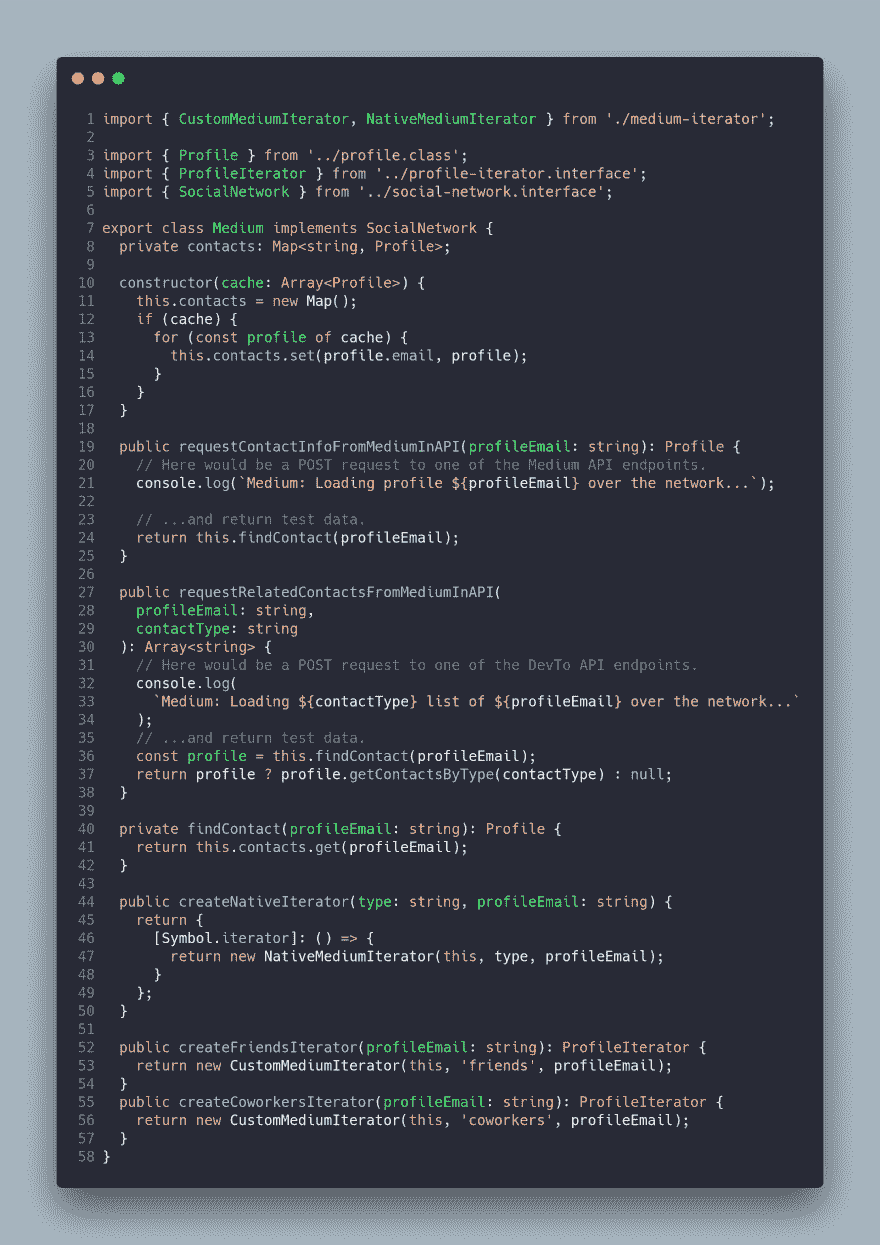 1 import { CustomMediumIterator, NativeMediumIterator } from './medium-iterator';
2
3 import { Profile } from '../profile.class';
4 import { ProfileIterator } from '../profile-iterator.interface';
5 import { SocialNetwork } from '../social-network.interface';
6
7 export class Medium implements SocialNetwork {
8   private contacts: Map<string, Profile>;
9
10   constructor(cache: Array<Profile>) {
11     this.contacts = new Map();
12     if (cache) {
13       for (const profile of cache) {
14         this.contacts.set(profile.email, profile);
15       }
16     }
17   }
18
19   public requestContactInfoFromMediumInAPI(profileEmail: string): Profile {
20     // Here would be a POST request to one of the Medium API endpoints.
21     console.log(`Medium: Loading profile ${profileEmail} over the network...`);
22
23     // ...and return test data.
24     return this.findContact(profileEmail);
25   }
26
27   public requestRelatedContactsFromMediumInAPI(
28     profileEmail: string,
29     contactType: string
30   ): Array<string> {
31     // Here would be a POST request to one of the DevTo API endpoints.
32     console.log(
33       `Medium: Loading ${contactType} list of ${profileEmail} over the network...`
34     );
35     // ...and return test data.
36     const profile = this.findContact(profileEmail);
37     return profile ? profile.getContactsByType(contactType) : null;
38   }
39
40   private findContact(profileEmail: string): Profile {
41     return this.contacts.get(profileEmail);
42   }
43
44   public createNativeIterator(type: string, profileEmail: string) {
45     return {
46       [Symbol.iterator]: () => {
47         return new NativeMediumIterator(this, type, profileEmail);
48       }
49     };
50   }
51
52   public createFriendsIterator(profileEmail: string): ProfileIterator {
53     return new CustomMediumIterator(this, 'friends', profileEmail);
54   }
55   public createCoworkersIterator(profileEmail: string): ProfileIterator {
56     return new CustomMediumIterator(this, 'coworkers', profileEmail);
57   }
58 }